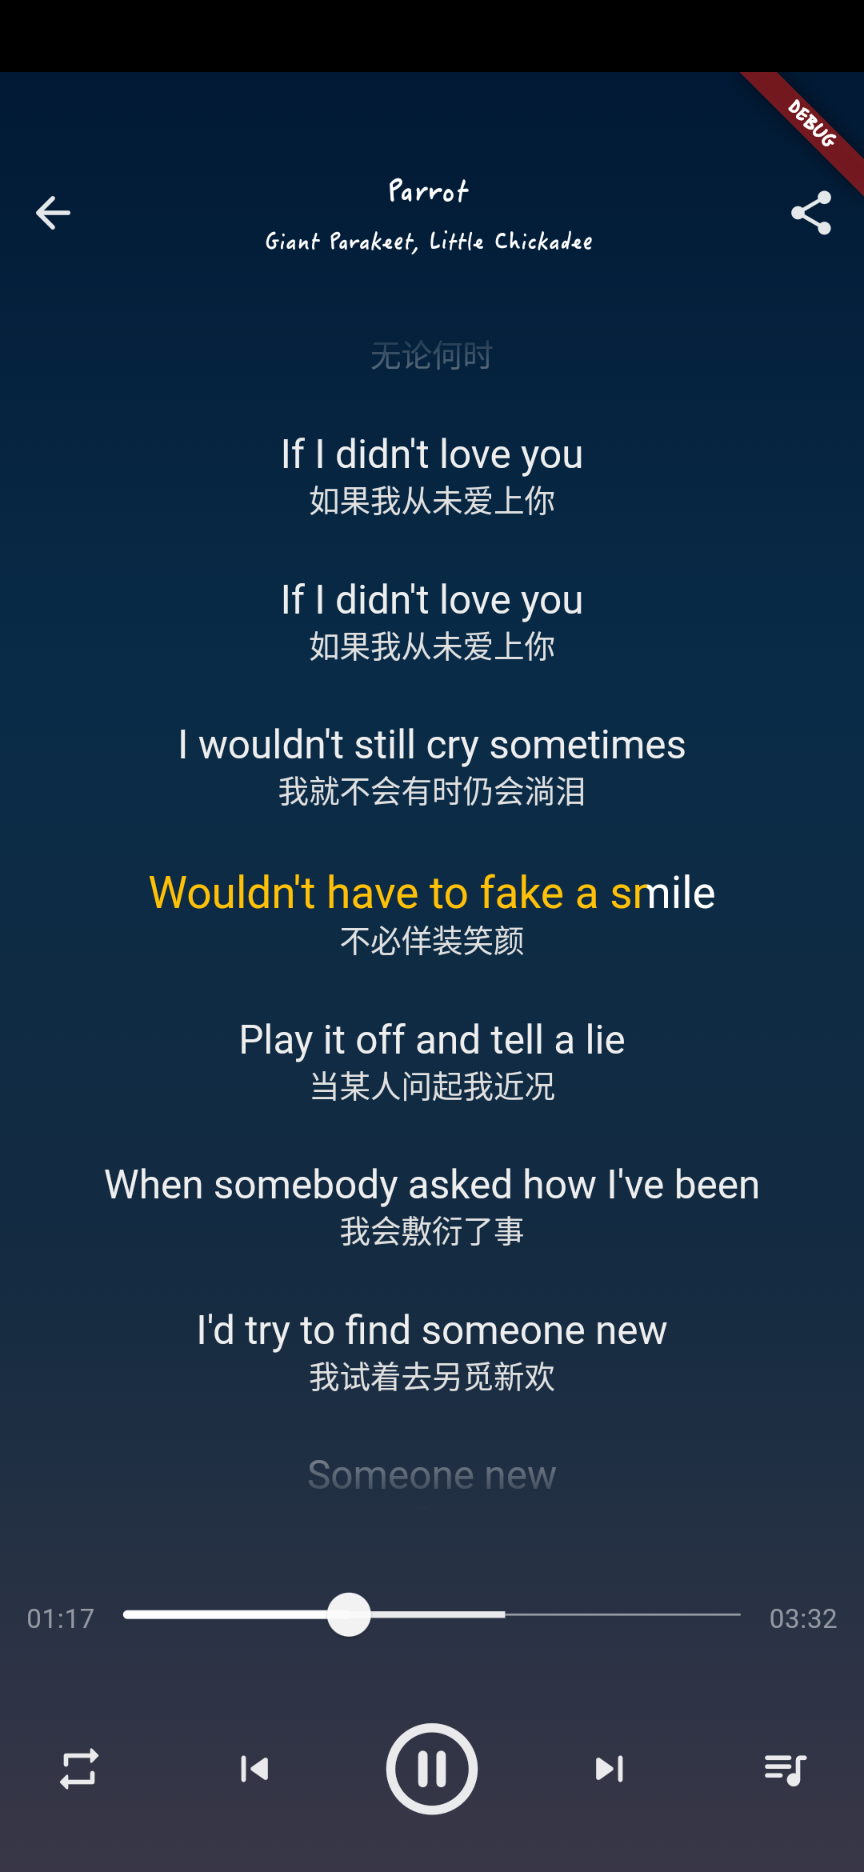 DEBUG
Parrot
Giant Parakeet, Little Chickadee
无论何时
If I didn't love you
如果我从未爱上你
If I didn't love you
如果我从未爱上你
I wouldn't still cry sometimes
我就不会有时仍会淌泪
Wouldn't have to fake a smile
不必佯装笑颜
Play it off and tell a lie
当某人问起我近况
When somebody asked how I've been
我会敷衍了事
I'd try to find someone new
我试着去另觅新欢
Someone new
01:17
03:32